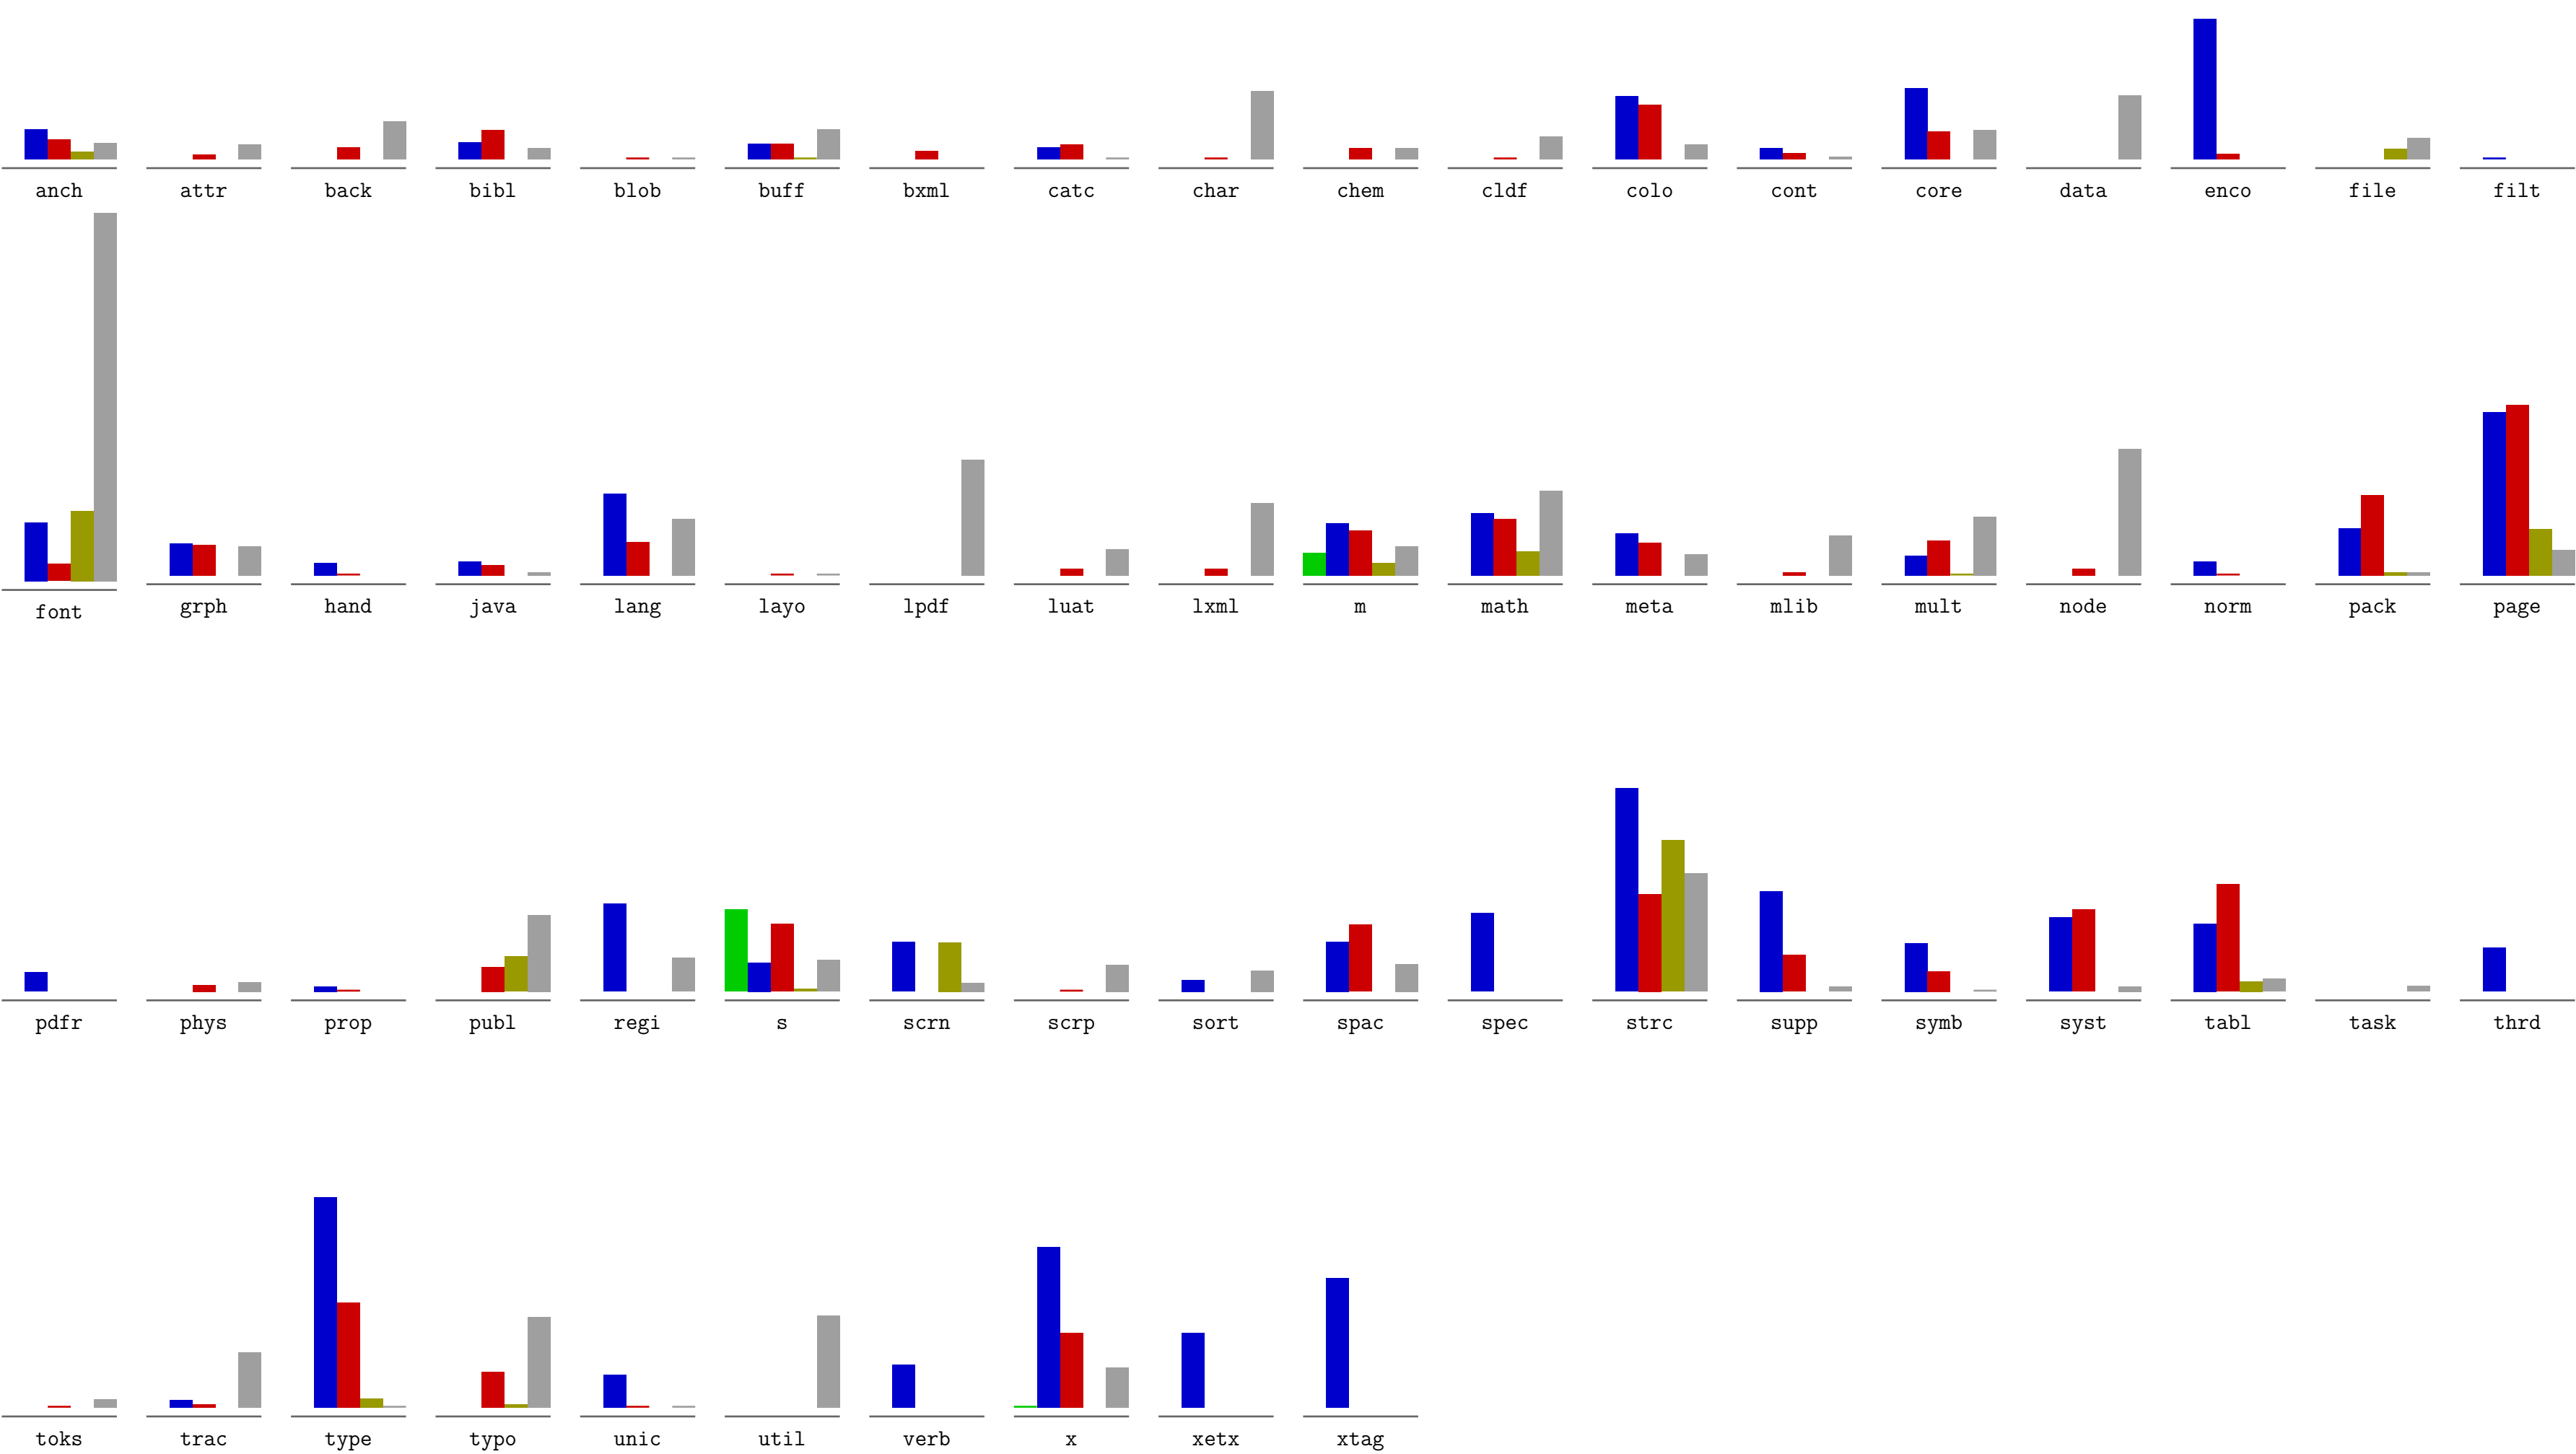 anch attr back bibl blob buff bxml catc char chem cldf colo cont core data enco file filt
font grph hand java lang layo lpdf luat lxml m math meta mlib mult node norm pack page
pdfr phys prop publ regi s scrn scrp sort spac spec strc supp symb syst tabl task thrd
toks trac type typo unic util verb x xetx xtag